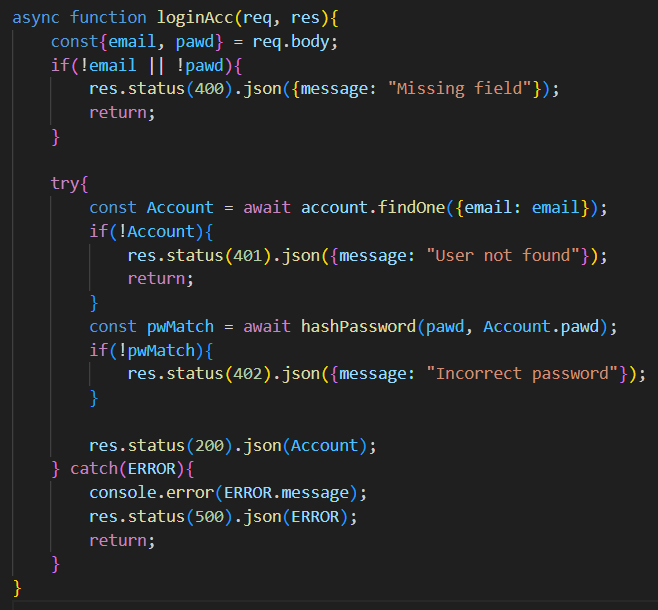 async function loginAcc(req, res){
    const{email, pawd} = req.body;
    if(!email || !pawd){
        res.status(400).json({message: "Missing field"});
        return;
    }

    try{
        const Account = await account.findOne({email: email});
        if(!Account){
            res.status(401).json({message: "User not found"});
            return;
        }
        const pwMatch = await hashPassword(pawd, Account.pawd);
        if(!pwMatch){
            res.status(402).json({message: "Incorrect password"});
        }

        res.status(200).json(Account);
    } catch(ERROR){
        console.error(ERROR.message);
        res.status(500).json(ERROR);
        return;
    }
}